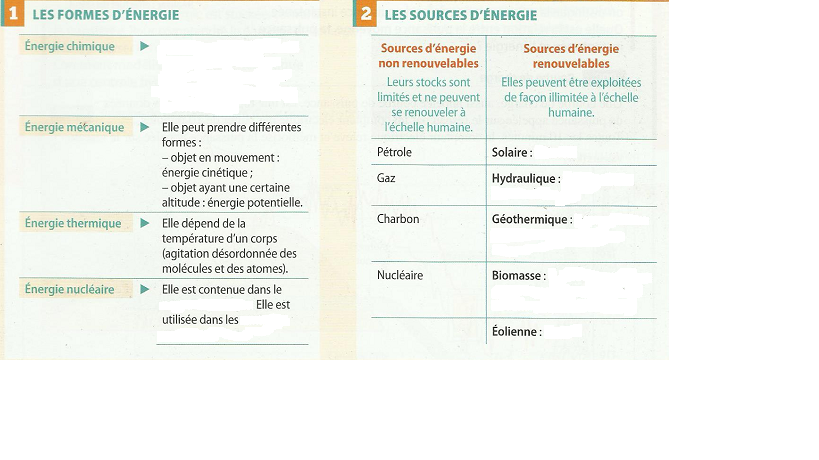 1 LES FORMES D'ÉNERGIE
Énergie chimique ▶
Énergie mécanique ▶ Elle peut prendre différentes
formes :
– objet en mouvement :
énergie cinétique ;
– objet ayant une certaine
altitude : énergie potentielle.
Énergie thermique ▶ Elle dépend de la
température d'un corps
(agitation désordonnée des
molécules et des atomes).
Énergie nucléaire ▶ Elle est contenue dans le
Elle est
utilisée dans les
2 LES SOURCES D'ÉNERGIE
Sources d'énergie
non renouvelables
Leurs stocks sont
limités et ne peuvent
se renouveler à
l'échelle humaine.
Sources d'énergie
renouvelables
Elles peuvent être exploitées
de façon illimitée à l'échelle
humaine.
Pétrole
Solaire :
Gaz
Hydraulique :
Charbon
Géothermique :
Nucléaire
Biomasse :
Éolienne :